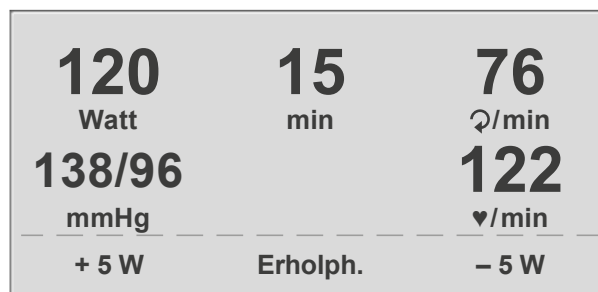 120 15 76
Watt min ⟳/min
138/96 122
mmHg ♥/min
+ 5 W Erholph. – 5 W